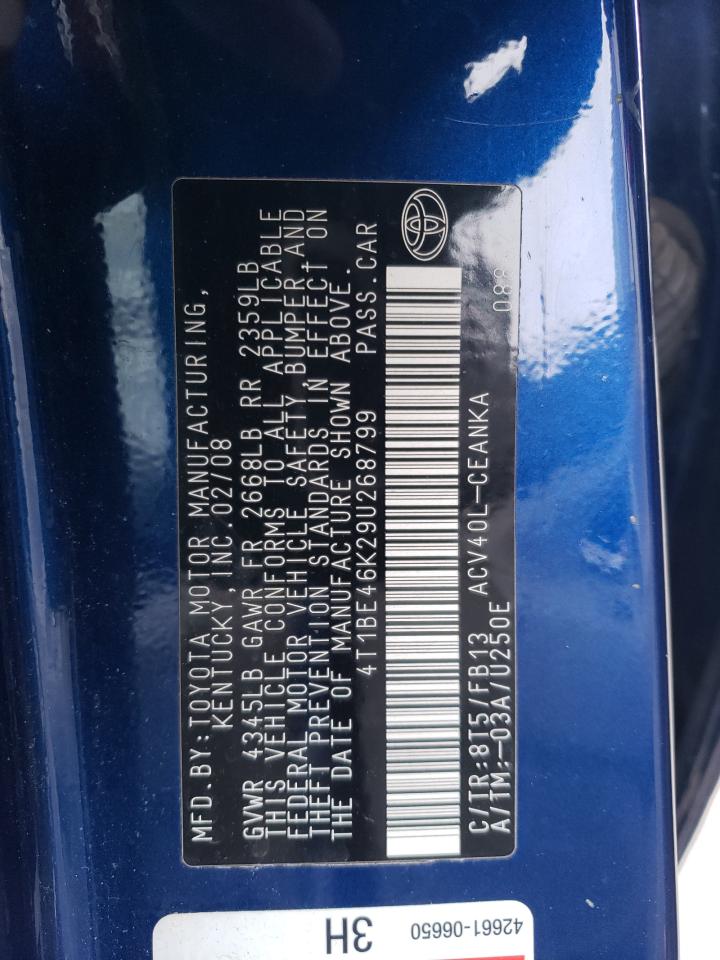 MFD.BY:TOYOTA MOTOR MANUFACTURING,
KENTUCKY,INC.02/08
GVWR 4345LB GAWR FR 2668LB RR 2359LB
THIS VEHICLE CONFORMS TO ALL APPLICABLE
FEDERAL MOTOR VEHICLE SAFETY,BUMPER,AND
THEFT PREVENTION STANDARDS IN EFFECT ON
THE DATE OF MANUFACTURE SHOWN ABOVE.
4T1BE46K29U268799 PASS.CAR
C/TR:8T5/FB13 ACV40L-CEANKA
A/TM:-03A/U250E
3H
42661-06650